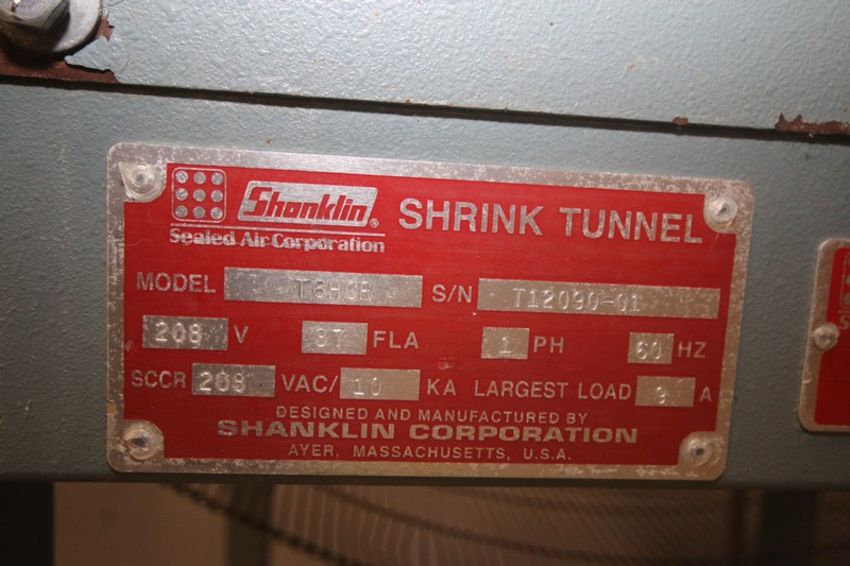 Shanklin® SHRINK TUNNEL
Sealed Air Corporation
MODEL T6HCR S/N T12090-01
208 V 37 FLA 1 PH 60 HZ
SCCR 208 VAC/ 10 KA LARGEST LOAD 9 A
DESIGNED AND MANUFACTURED BY
SHANKLIN CORPORATION
AYER, MASSACHUSETTS, U.S.A.